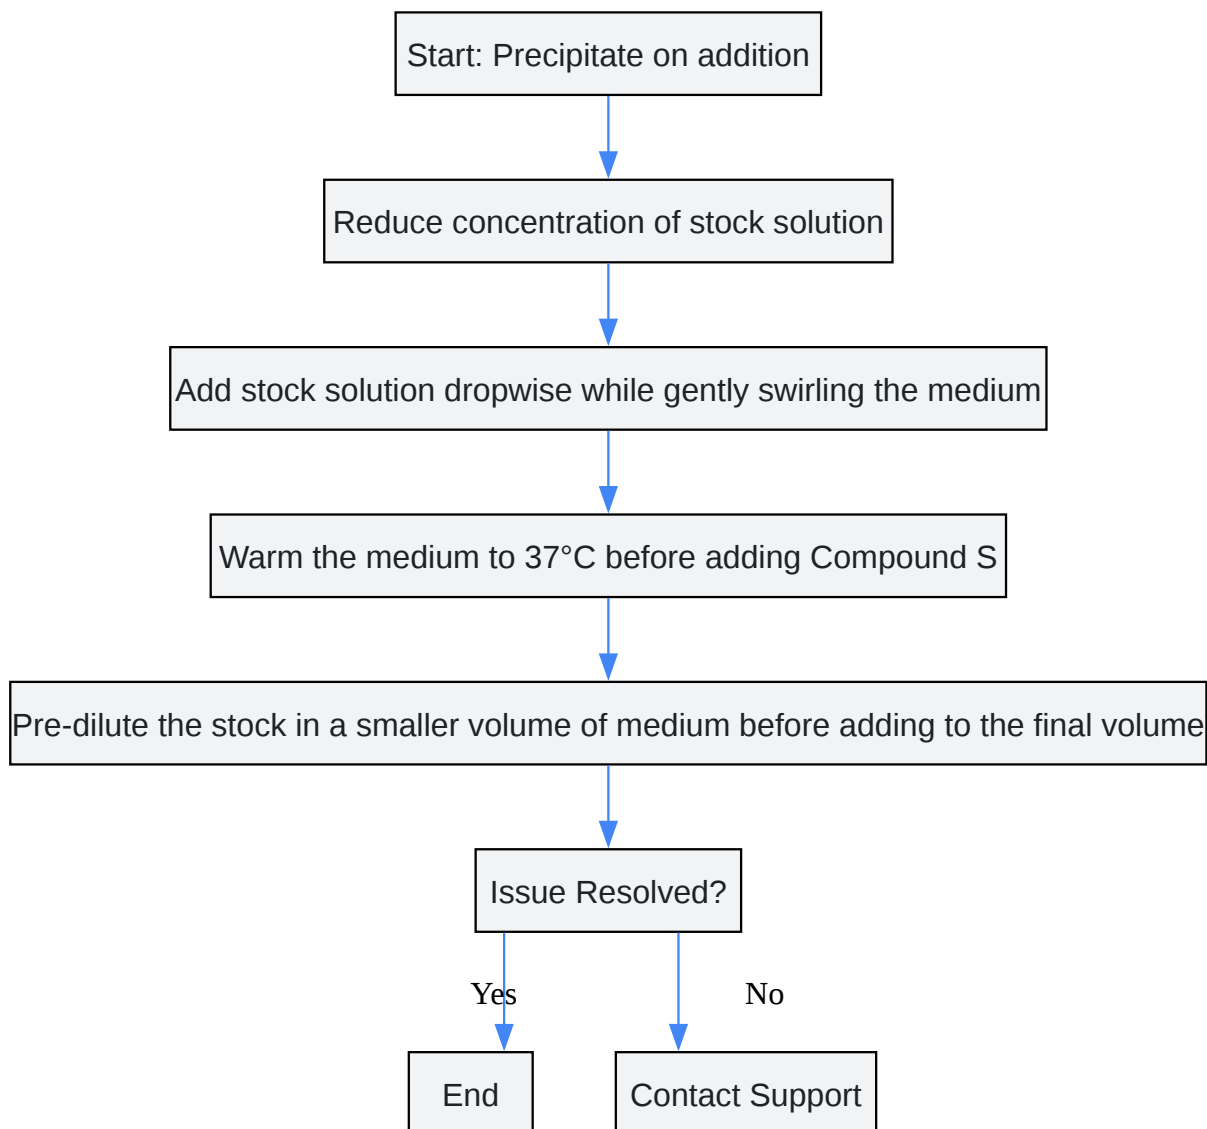 Start: Precipitate on addition
Reduce concentration of stock solution
Add stock solution dropwise while gently swirling the medium
Warm the medium to 37°C before adding Compound S
Pre-dilute the stock in a smaller volume of medium before adding to the final volume
Issue Resolved?
Yes
No
End
Contact Support